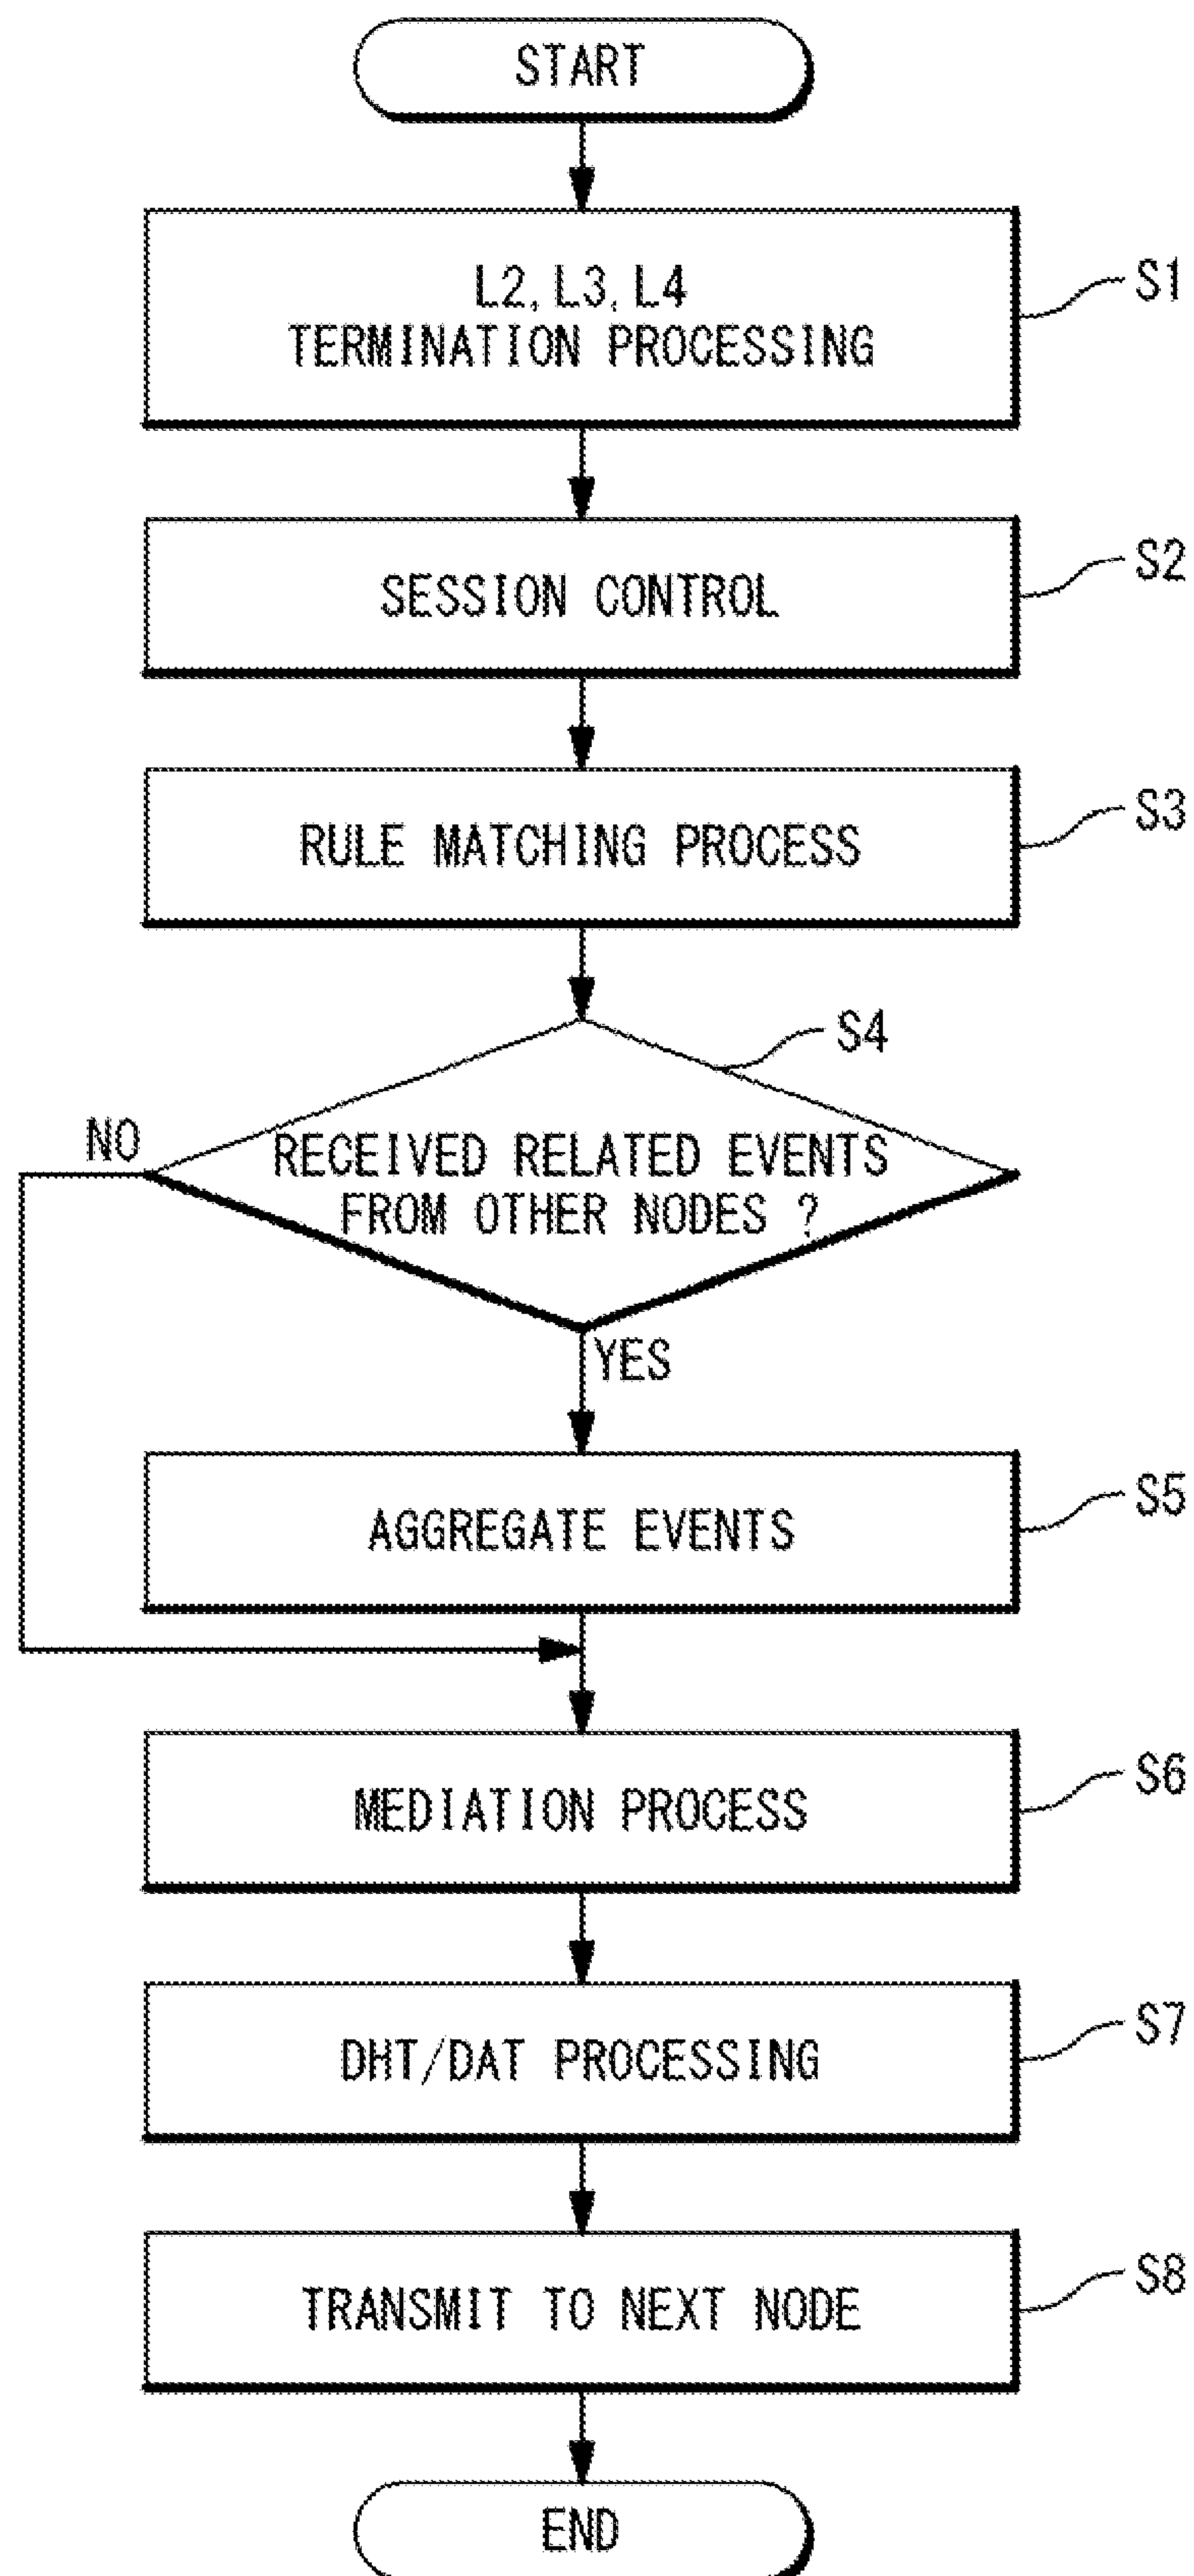 START
L2, L3, L4
TERMINATION PROCESSING
S1
SESSION CONTROL
S2
RULE MATCHING PROCESS
S3
S4
NO
RECEIVED RELATED EVENTS
FROM OTHER NODES ?
YES
AGGREGATE EVENTS
S5
MEDIATION PROCESS
S6
DHT/DAT PROCESSING
S7
TRANSMIT TO NEXT NODE
S8
END